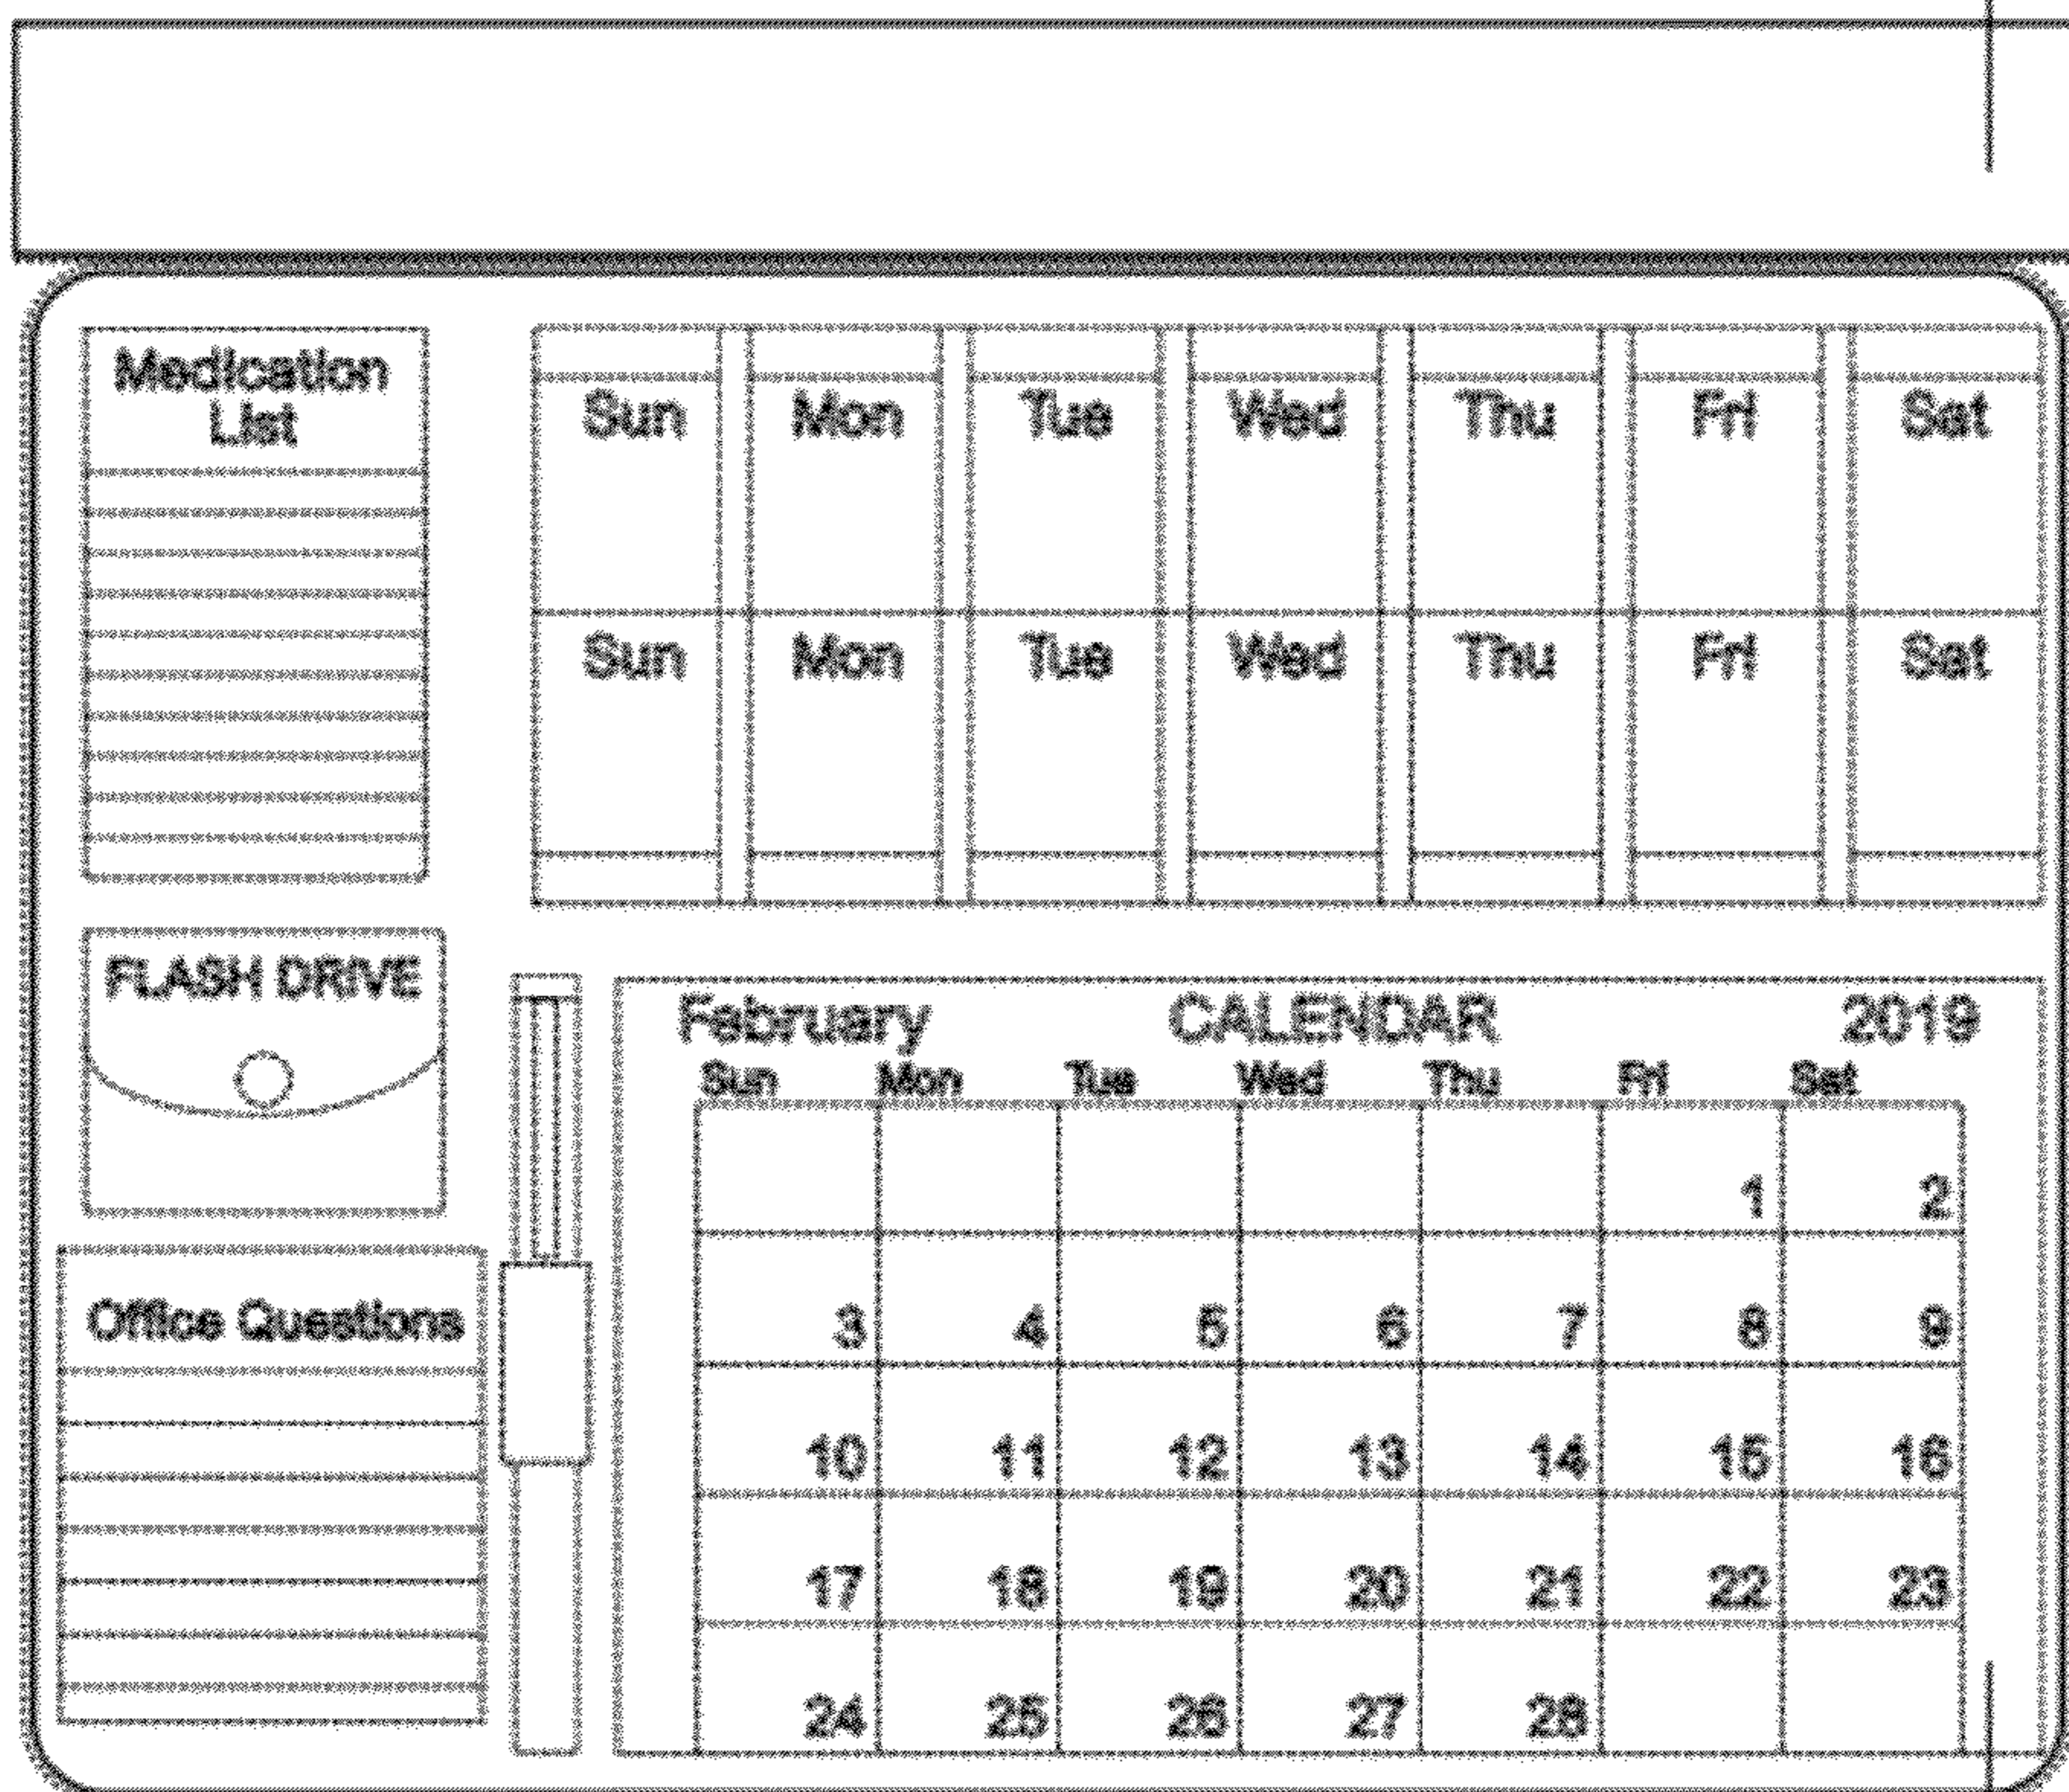 Medication
List
Sun Mon Tue Wed Thu Fri Sat
Sun Mon Tue Wed Thu Fri Sat
FLASH DRIVE
Office Questions
February CALENDAR 2019
Sun Mon Tue Wed Thu Fri Sat
1 2
3 4 5 6 7 8 9
10 11 12 13 14 15 16
17 18 19 20 21 22 23
24 25 26 27 28